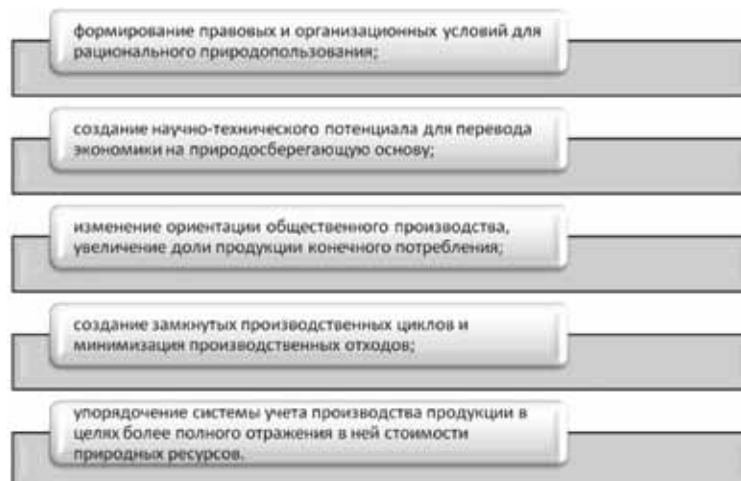 формирование правовых и организационных условий для
рационального природопользования;
создание научно-технического потенциала для перевода
экономики на природосберегающую основу;
изменение ориентации общественного производства,
увеличение доли продукции конечного потребления;
создание замкнутых производственных циклов и
минимизация производственных отходов;
упорядочение системы учета производства продукции в
целях более полного отражения в ней стоимости
природных ресурсов.